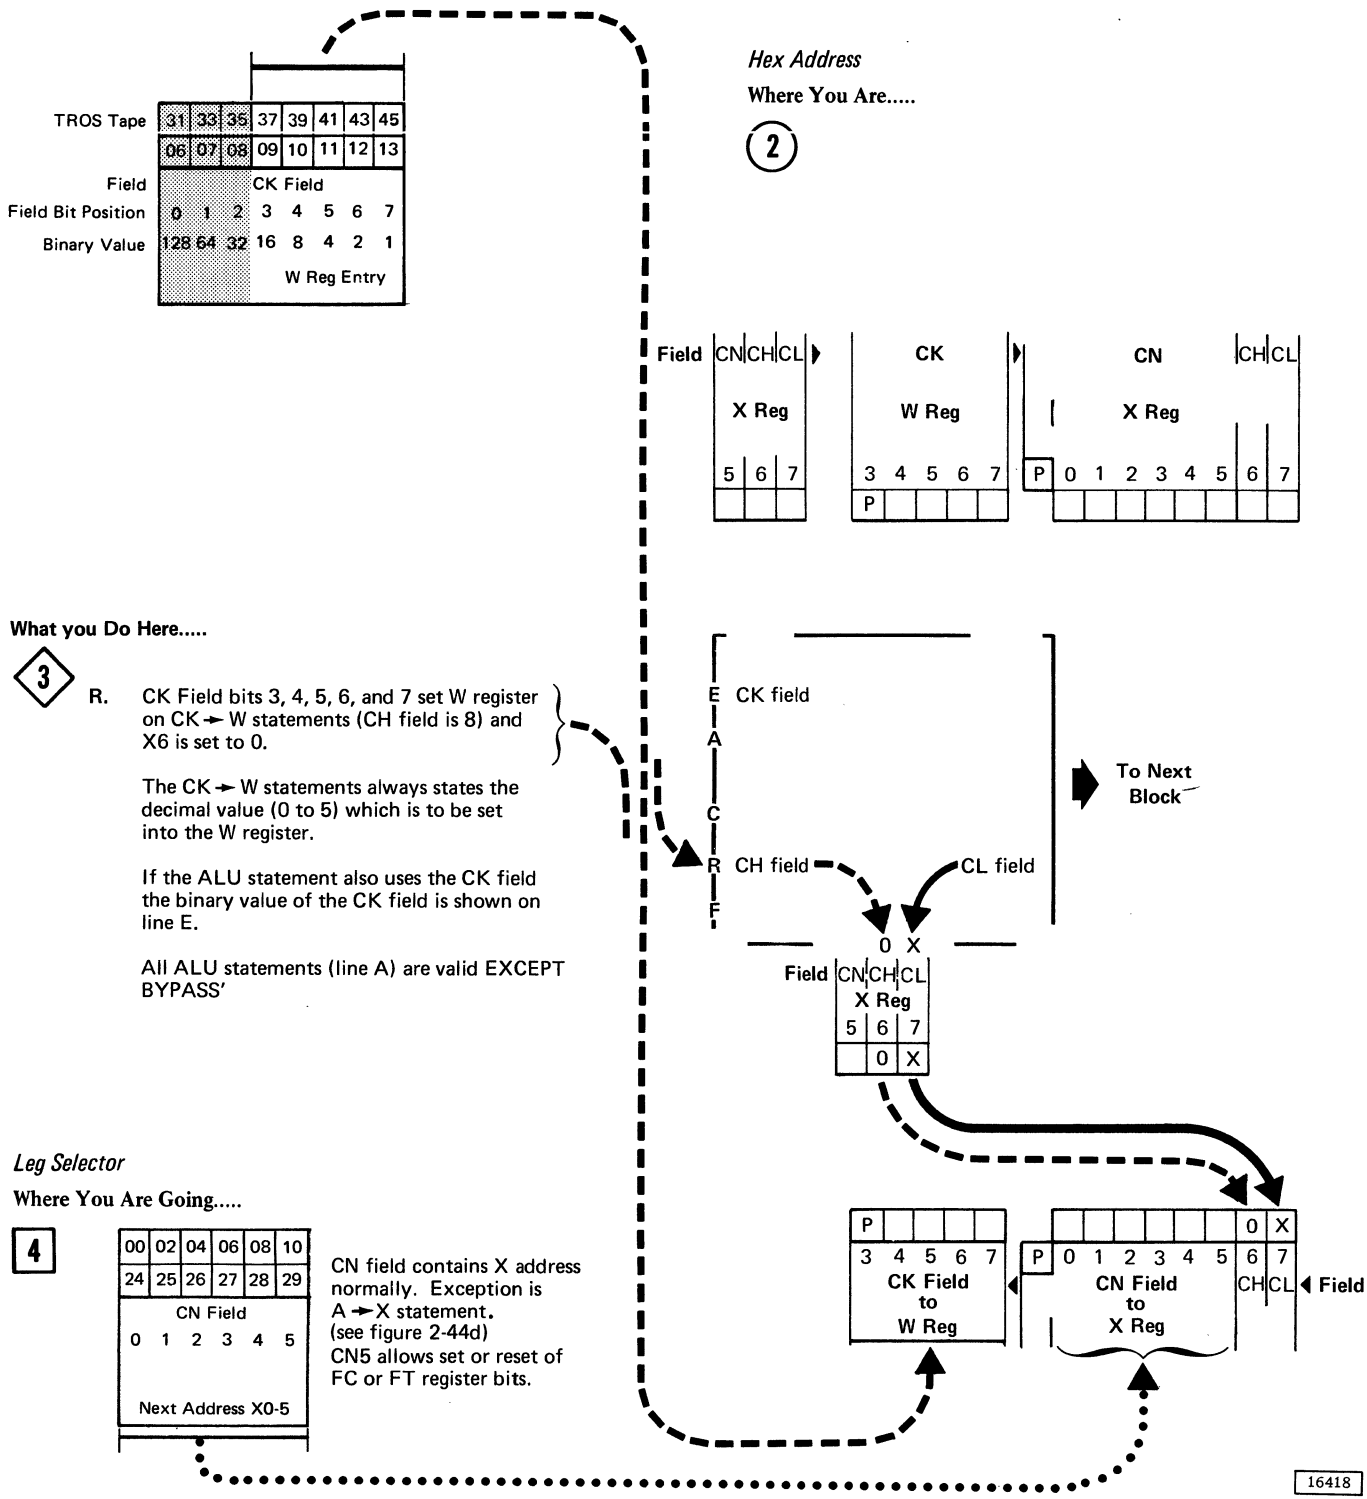 Hex Address
Where You Are.....
2
TROS Tape 31 33 35 37 39 41 43 45
06 07 08 09 10 11 12 13
Field CK Field
Field Bit Position 0 1 2 3 4 5 6 7
Binary Value 128 64 32 16 8 4 2 1
W Reg Entry
Field CN CH CL CK CN CH CL
X Reg W Reg X Reg
5 6 7 3 4 5 6 7 P 0 1 2 3 4 5 6 7
P
What you Do Here.....
3
R. CK Field bits 3, 4, 5, 6, and 7 set W register
on CK → W statements (CH field is 8) and
X6 is set to 0.
The CK → W statements always states the
decimal value (0 to 5) which is to be set
into the W register.
If the ALU statement also uses the CK field
the binary value of the CK field is shown on
line E.
All ALU statements (line A) are valid EXCEPT
BYPASS'
E CK field
A
To Next
Block
C
R CH field CL field
F
0 X
Field CN CH CL
X Reg
5 6 7
0 X
Leg Selector
Where You Are Going.....
4
00 02 04 06 08 10
24 25 26 27 28 29
CN Field
0 1 2 3 4 5
Next Address X0-5
CN field contains X address
normally. Exception is
A → X statement.
(see figure 2-44d)
CN5 allows set or reset of
FC or FT register bits.
P 0 X
3 4 5 6 7 P 0 1 2 3 4 5 6 7
CK Field CN Field CH CL Field
to to
W Reg X Reg
16418